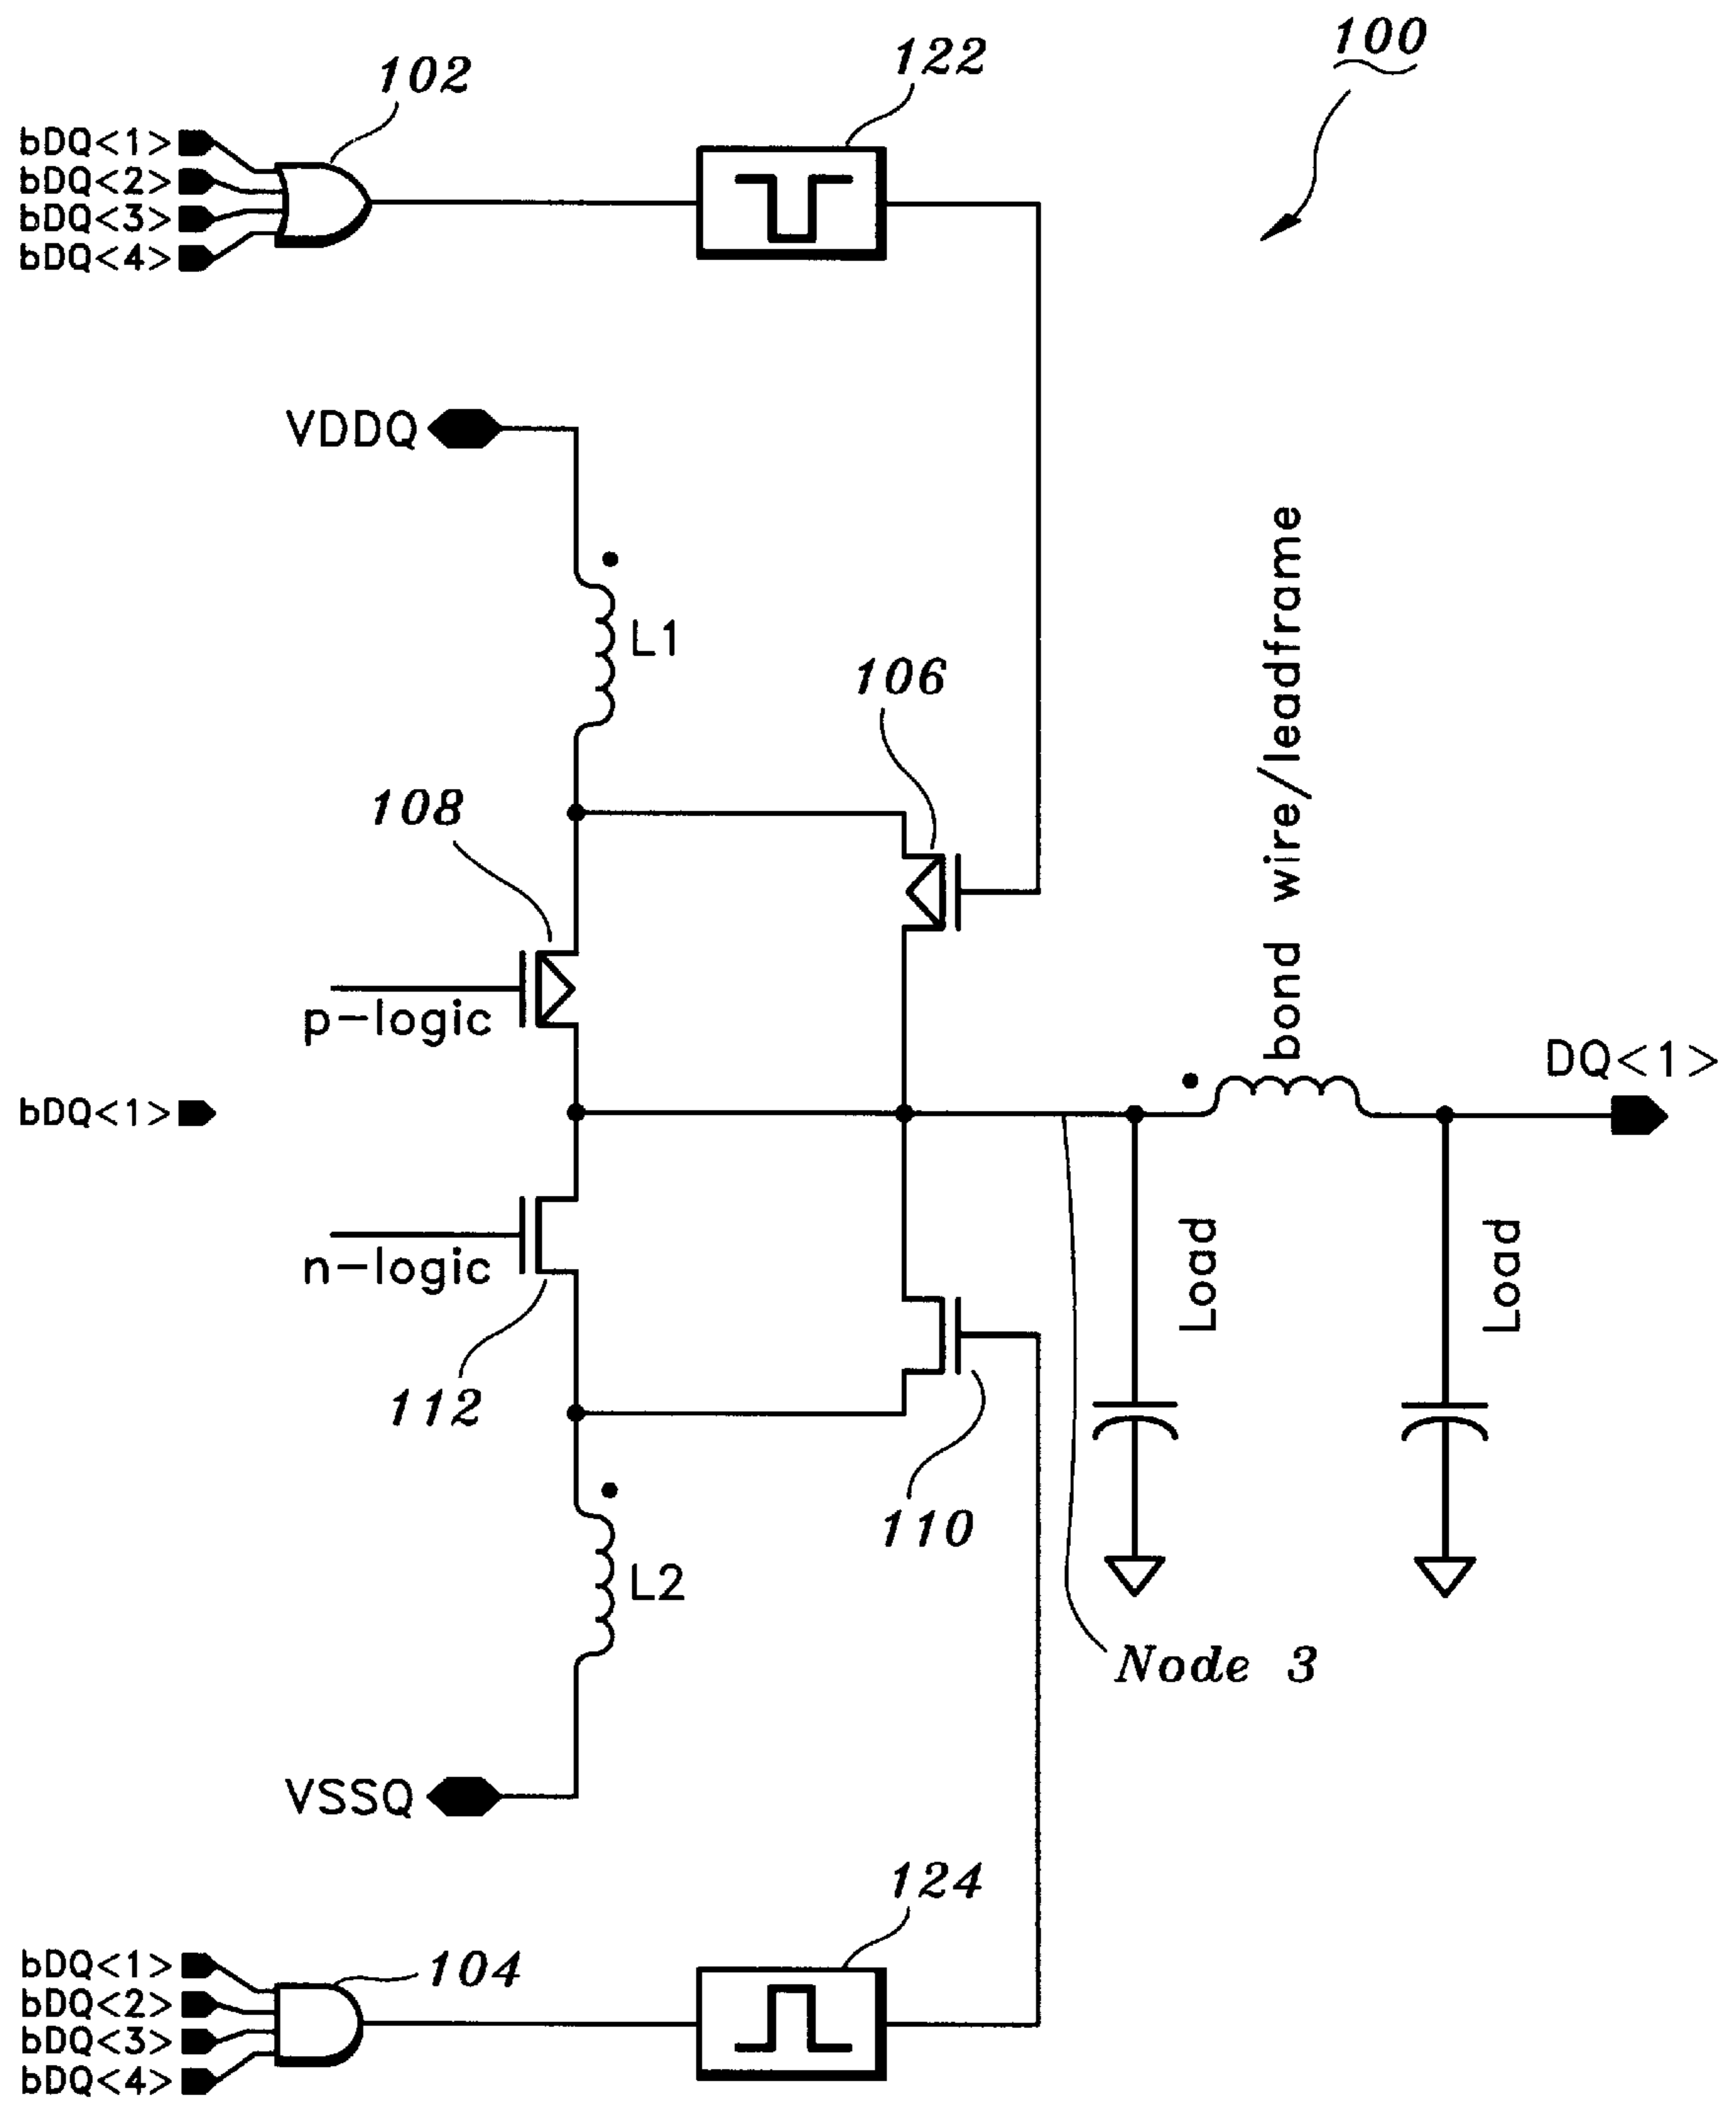 100
102
122
bDQ<1>
bDQ<2>
bDQ<3>
bDQ<4>
VDDQ
L1
106
bond wire/leadframe
108
p-logic
DQ<1>
bDQ<1>
n-logic
Load
Load
112
110
L2
Node 3
VSSQ
124
bDQ<1>
104
bDQ<2>
bDQ<3>
bDQ<4>